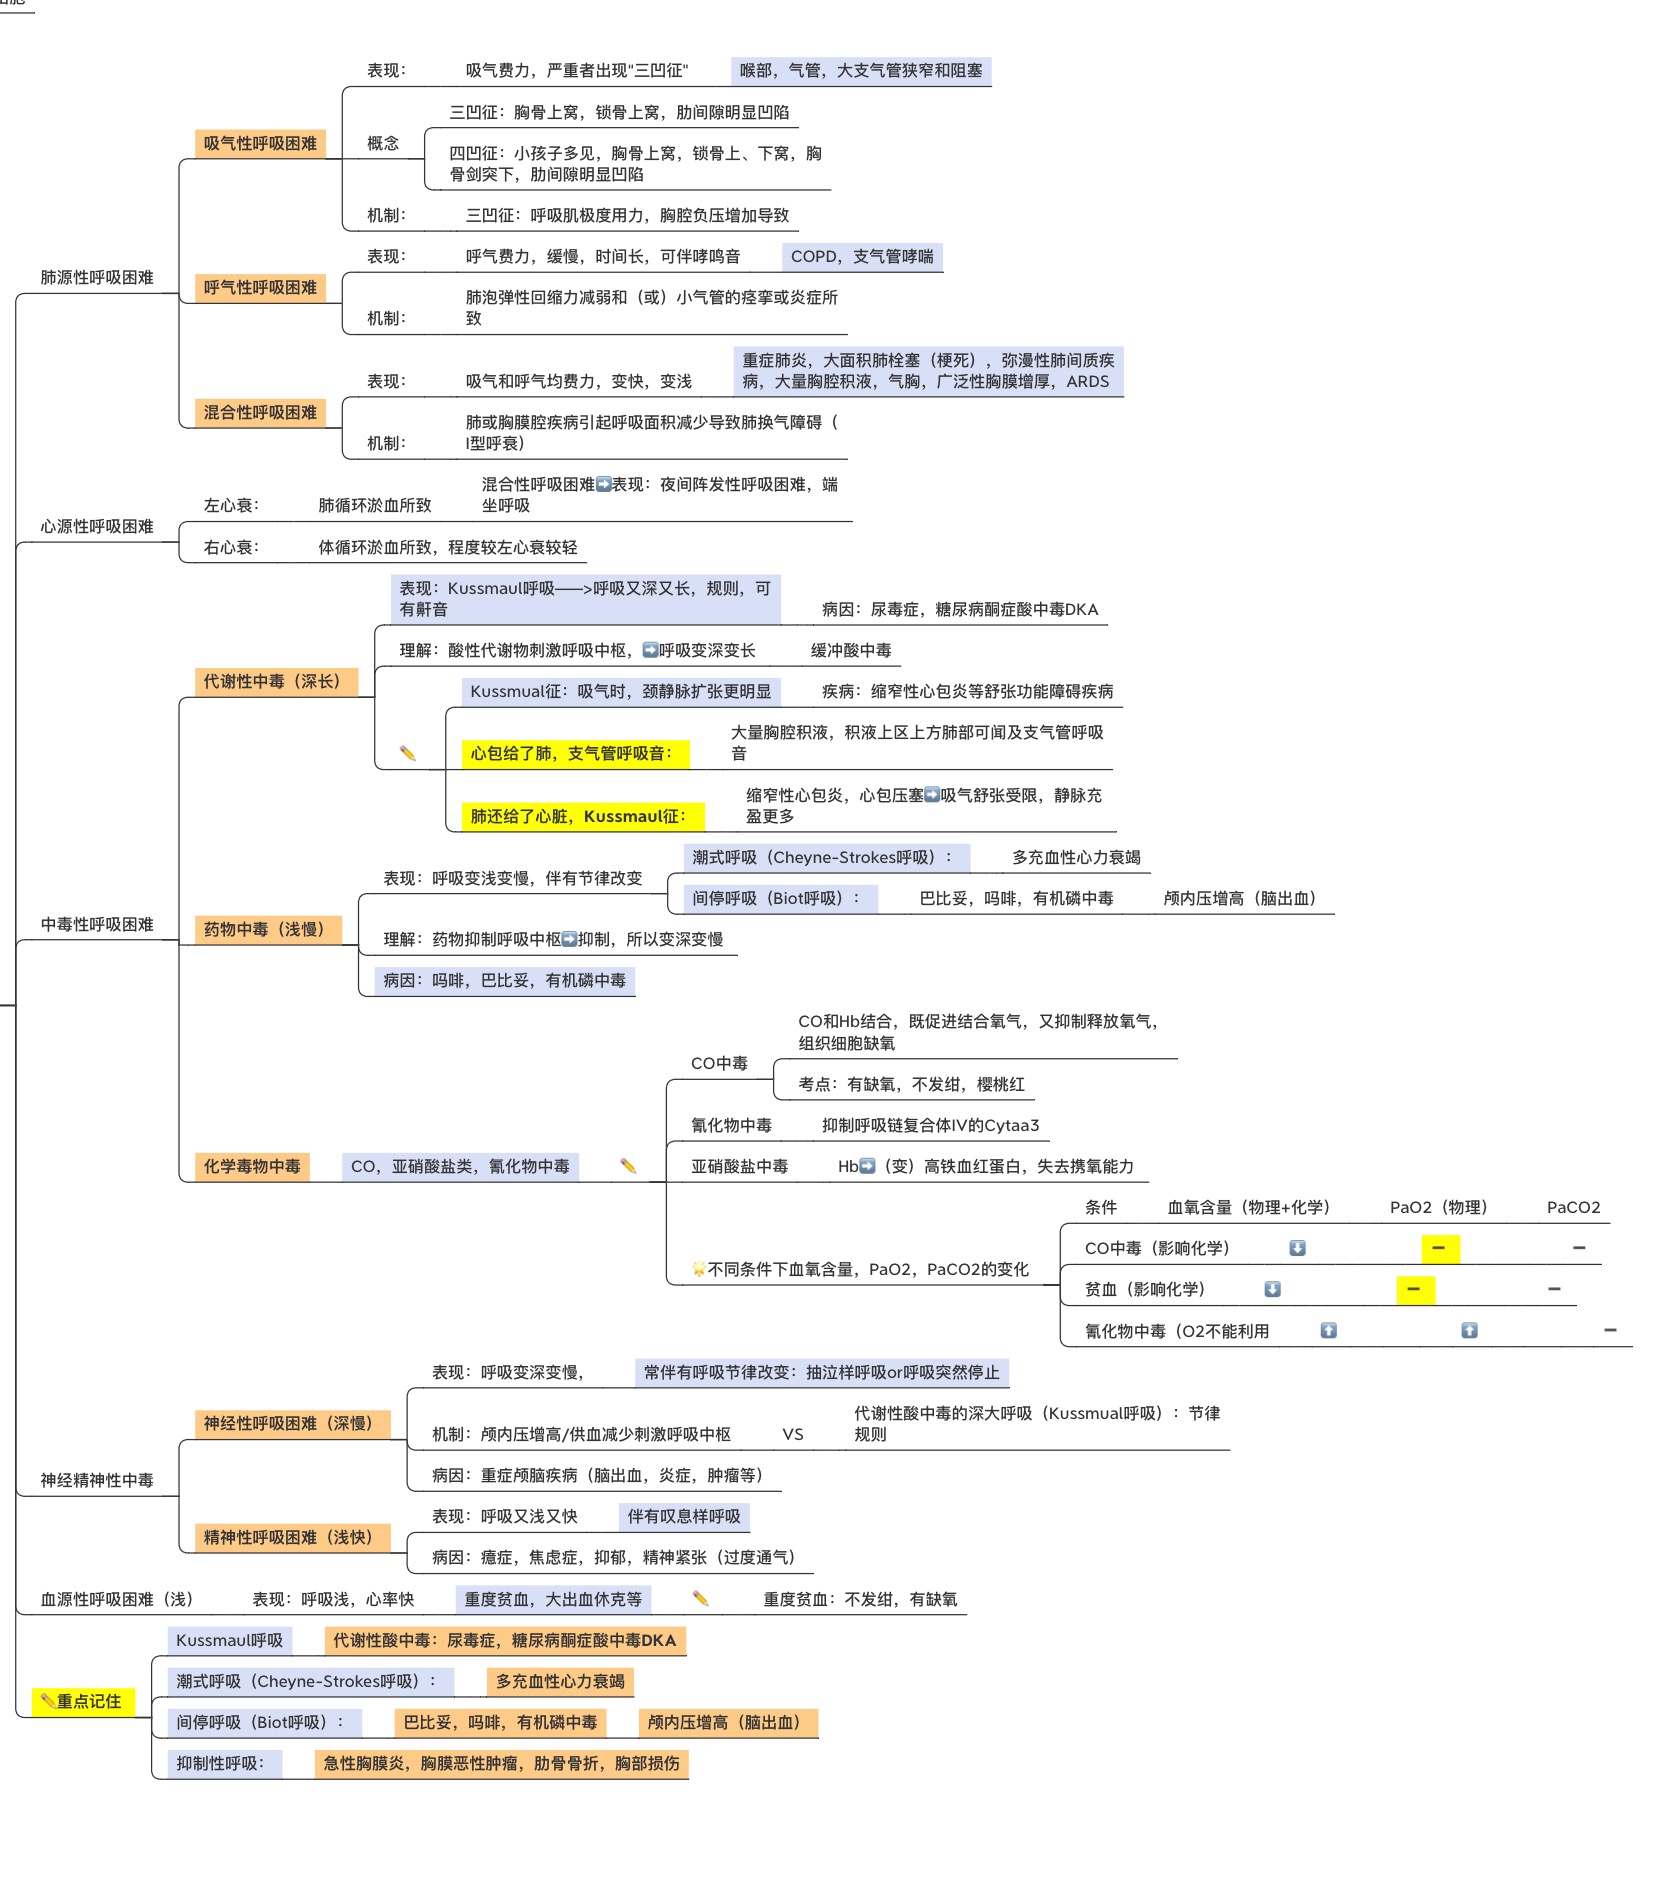 表现：
吸气费力，严重者出现"三凹征"
喉部，气管，大支气管狭窄和阻塞
三凹征：胸骨上窝，锁骨上窝，肋间隙明显凹陷
吸气性呼吸困难
概念
四凹征：小孩子多见，胸骨上窝，锁骨上、下窝，胸
骨剑突下，肋间隙明显凹陷
机制：
三凹征：呼吸肌极度用力，胸腔负压增加导致
肺源性呼吸困难
表现：
呼气费力，缓慢，时间长，可伴哮鸣音
COPD，支气管哮喘
呼气性呼吸困难
机制：
肺泡弹性回缩力减弱和（或）小气管的痉挛或炎症所
致
表现：
吸气和呼气均费力，变快，变浅
重症肺炎，大面积肺栓塞（梗死），弥漫性肺间质疾
病，大量胸腔积液，气胸，广泛性胸膜增厚，ARDS
混合性呼吸困难
机制：
肺或胸膜腔疾病引起呼吸面积减少导致肺换气障碍（
I型呼衰）
心源性呼吸困难
左心衰：
肺循环淤血所致
混合性呼吸困难➡️表现：夜间阵发性呼吸困难，端
坐呼吸
右心衰：
体循环淤血所致，程度较左心衰较轻
中毒性呼吸困难
代谢性中毒（深长）
表现：Kussmaul呼吸——>呼吸又深又长，规则，可
有鼾音
病因：尿毒症，糖尿病酮症酸中毒DKA
理解：酸性代谢物刺激呼吸中枢，➡️呼吸变深变长
缓冲酸中毒
✏️
Kussmual征：吸气时，颈静脉扩张更明显
疾病：缩窄性心包炎等舒张功能障碍疾病
心包给了肺，支气管呼吸音：
大量胸腔积液，积液上区上方肺部可闻及支气管呼吸
音
肺还给了心脏，Kussmaul征：
缩窄性心包炎，心包压塞➡️吸气舒张受限，静脉充
盈更多
药物中毒（浅慢）
表现：呼吸变浅变慢，伴有节律改变
潮式呼吸（Cheyne-Strokes呼吸）：
多充血性心力衰竭
间停呼吸（Biot呼吸）：
巴比妥，吗啡，有机磷中毒
颅内压增高（脑出血）
理解：药物抑制呼吸中枢➡️抑制，所以变深变慢
病因：吗啡，巴比妥，有机磷中毒
化学毒物中毒
CO，亚硝酸盐类，氰化物中毒
✏️
CO中毒
CO和Hb结合，既促进结合氧气，又抑制释放氧气，
组织细胞缺氧
考点：有缺氧，不发绀，樱桃红
氰化物中毒
抑制呼吸链复合体IV的Cytaa3
亚硝酸盐中毒
Hb➡️（变）高铁血红蛋白，失去携氧能力
🌟不同条件下血氧含量，PaO2，PaCO2的变化
条件 血氧含量（物理+化学） PaO2（物理） PaCO2
CO中毒（影响化学） ⬇️ ➖ ➖
贫血（影响化学） ⬇️ ➖ ➖
氰化物中毒（O2不能利用 ⬆️ ⬆️ ➖
神经精神性中毒
神经性呼吸困难（深慢）
表现：呼吸变深变慢，
常伴有呼吸节律改变：抽泣样呼吸or呼吸突然停止
机制：颅内压增高/供血减少刺激呼吸中枢
VS
代谢性酸中毒的深大呼吸（Kussmual呼吸）：节律
规则
病因：重症颅脑疾病（脑出血，炎症，肿瘤等）
精神性呼吸困难（浅快）
表现：呼吸又浅又快
伴有叹息样呼吸
病因：癔症，焦虑症，抑郁，精神紧张（过度通气）
血源性呼吸困难（浅）
表现：呼吸浅，心率快
重度贫血，大出血休克等
✏️
重度贫血：不发绀，有缺氧
✏️重点记住
Kussmaul呼吸
代谢性酸中毒：尿毒症，糖尿病酮症酸中毒DKA
潮式呼吸（Cheyne-Strokes呼吸）：
多充血性心力衰竭
间停呼吸（Biot呼吸）：
巴比妥，吗啡，有机磷中毒
颅内压增高（脑出血）
抑制性呼吸：
急性胸膜炎，胸膜恶性肿瘤，肋骨骨折，胸部损伤